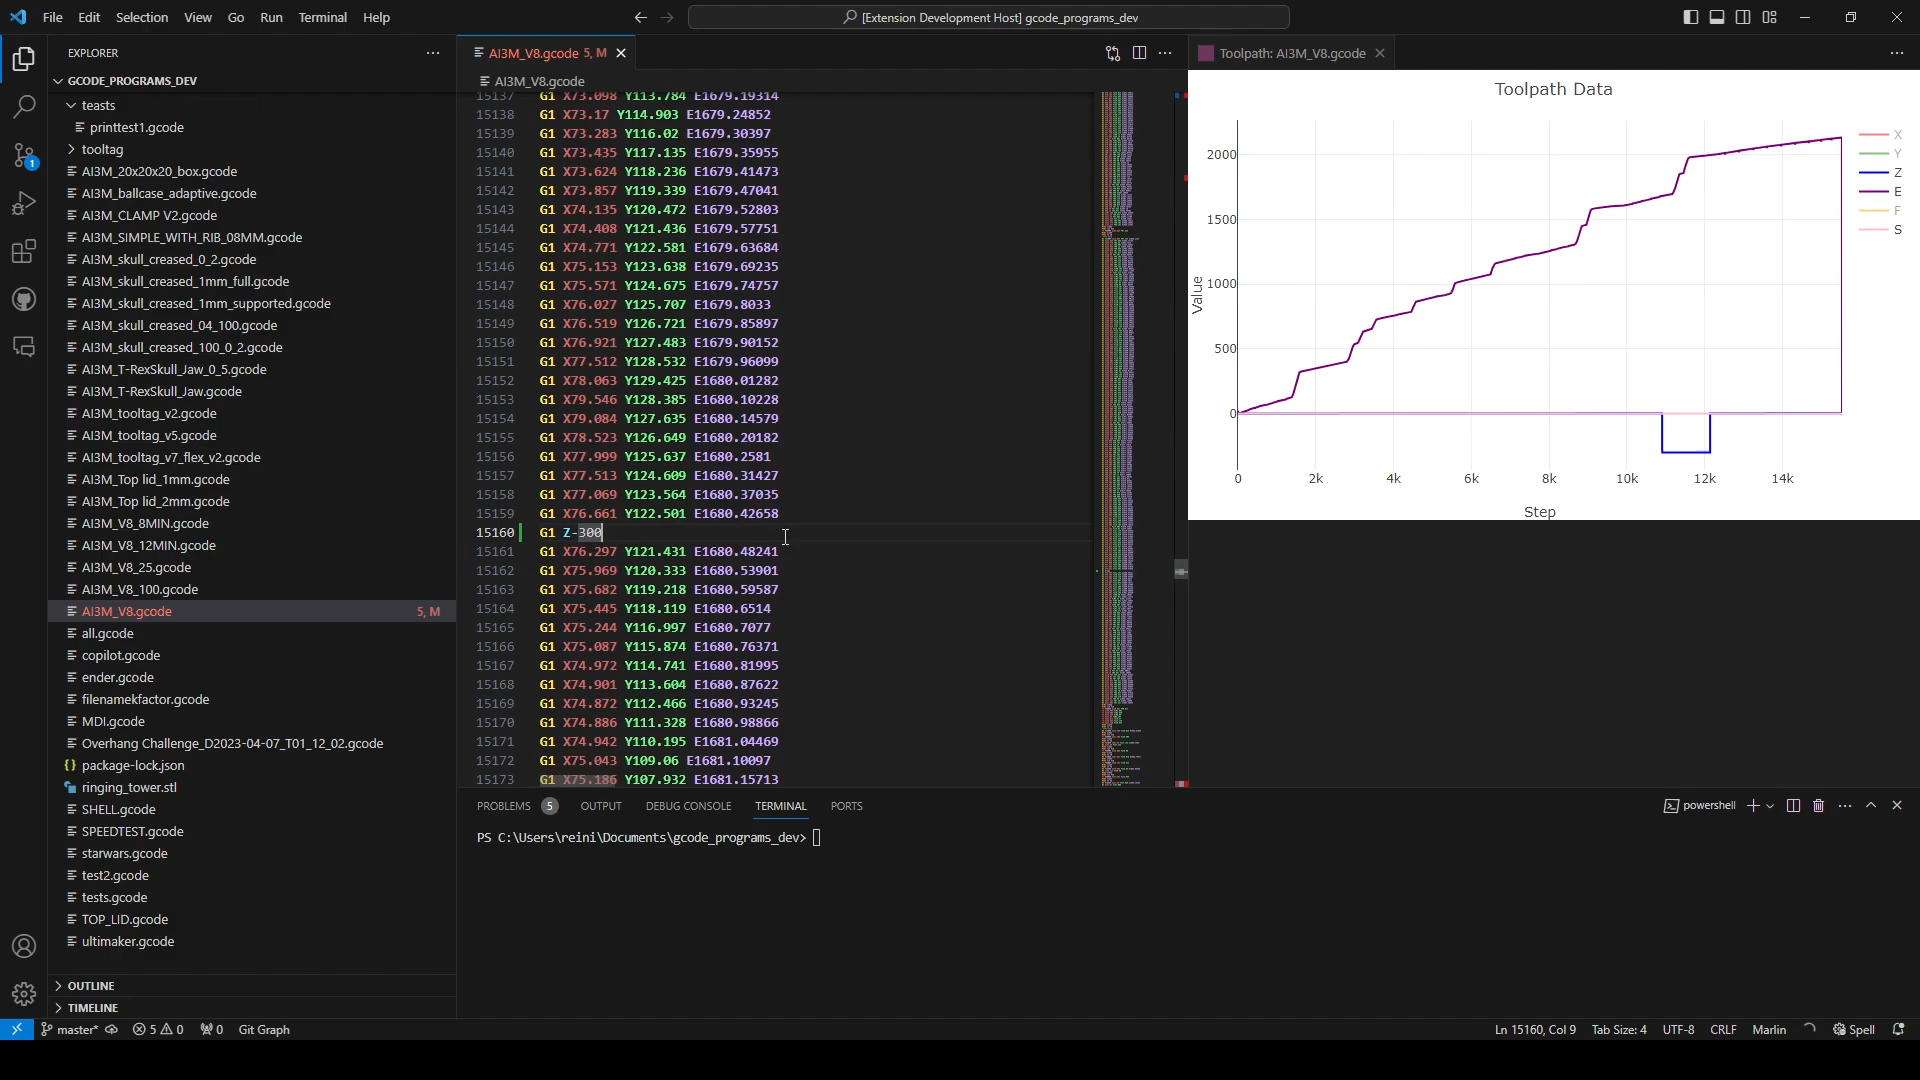 File Edit Selection View Go Run Terminal Help
[Extension Development Host] gcode_programs_dev
EXPLORER
GCODE_PROGRAMS_DEV
teasts
printtest1.gcode
tooltag
AI3M_20x20x20_box.gcode
AI3M_ballcase_adaptive.gcode
AI3M_CLAMP V2.gcode
AI3M_SIMPLE_WITH_RIB_08MM.gcode
AI3M_skull_creased_0_2.gcode
AI3M_skull_creased_1mm_full.gcode
AI3M_skull_creased_1mm_supported.gcode
AI3M_skull_creased_04_100.gcode
AI3M_skull_creased_100_0_2.gcode
AI3M_T-RexSkull_Jaw_0_5.gcode
AI3M_T-RexSkull_Jaw.gcode
AI3M_tooltag_v2.gcode
AI3M_tooltag_v5.gcode
AI3M_tooltag_v7_flex_v2.gcode
AI3M_Top lid_1mm.gcode
AI3M_Top lid_2mm.gcode
AI3M_V8_8MIN.gcode
AI3M_V8_12MIN.gcode
AI3M_V8_25.gcode
AI3M_V8_100.gcode
AI3M_V8.gcode 5, M
all.gcode
copilot.gcode
ender.gcode
filenamekfactor.gcode
MDI.gcode
Overhang Challenge_D2023-04-07_T01_12_02.gcode
package-lock.json
ringing_tower.stl
SHELL.gcode
SPEEDTEST.gcode
starwars.gcode
test2.gcode
tests.gcode
TOP_LID.gcode
ultimaker.gcode
OUTLINE
TIMELINE
1
AI3M_V8.gcode 5, M
AI3M_V8.gcode
15137 G1 X73.098 Y113.784 E1679.19314
15138 G1 X73.17 Y114.903 E1679.24852
15139 G1 X73.283 Y116.02 E1679.30397
15140 G1 X73.435 Y117.135 E1679.35955
15141 G1 X73.624 Y118.236 E1679.41473
15142 G1 X73.857 Y119.339 E1679.47041
15143 G1 X74.135 Y120.472 E1679.52803
15144 G1 X74.408 Y121.436 E1679.57751
15145 G1 X74.771 Y122.581 E1679.63684
15146 G1 X75.153 Y123.638 E1679.69235
15147 G1 X75.571 Y124.675 E1679.74757
15148 G1 X76.027 Y125.707 E1679.8033
15149 G1 X76.519 Y126.721 E1679.85897
15150 G1 X76.921 Y127.483 E1679.90152
15151 G1 X77.512 Y128.532 E1679.96099
15152 G1 X78.063 Y129.425 E1680.01282
15153 G1 X79.546 Y128.385 E1680.10228
15154 G1 X79.084 Y127.635 E1680.14579
15155 G1 X78.523 Y126.649 E1680.20182
15156 G1 X77.999 Y125.637 E1680.2581
15157 G1 X77.513 Y124.609 E1680.31427
15158 G1 X77.069 Y123.564 E1680.37035
15159 G1 X76.661 Y122.501 E1680.42658
15160 G1 Z-300
15161 G1 X76.297 Y121.431 E1680.48241
15162 G1 X75.969 Y120.333 E1680.53901
15163 G1 X75.682 Y119.218 E1680.59587
15164 G1 X75.445 Y118.119 E1680.6514
15165 G1 X75.244 Y116.997 E1680.7077
15166 G1 X75.087 Y115.874 E1680.76371
15167 G1 X74.972 Y114.741 E1680.81995
15168 G1 X74.901 Y113.604 E1680.87622
15169 G1 X74.872 Y112.466 E1680.93245
15170 G1 X74.886 Y111.328 E1680.98866
15171 G1 X74.942 Y110.195 E1681.04469
15172 G1 X75.043 Y109.06 E1681.10097
15173 G1 X75.186 Y107.932 E1681.15713
Toolpath: AI3M_V8.gcode
Toolpath Data
2000
1500
1000
500
0
Value
0 2k 4k 6k 8k 10k 12k 14k
Step
X
Y
Z
E
F
S
PROBLEMS 5 OUTPUT DEBUG CONSOLE TERMINAL PORTS
powershell
PS C:\Users\reini\Documents\gcode_programs_dev>
master* 5 0 0 Git Graph
Ln 15160, Col 9 Tab Size: 4 UTF-8 CRLF Marlin Spell